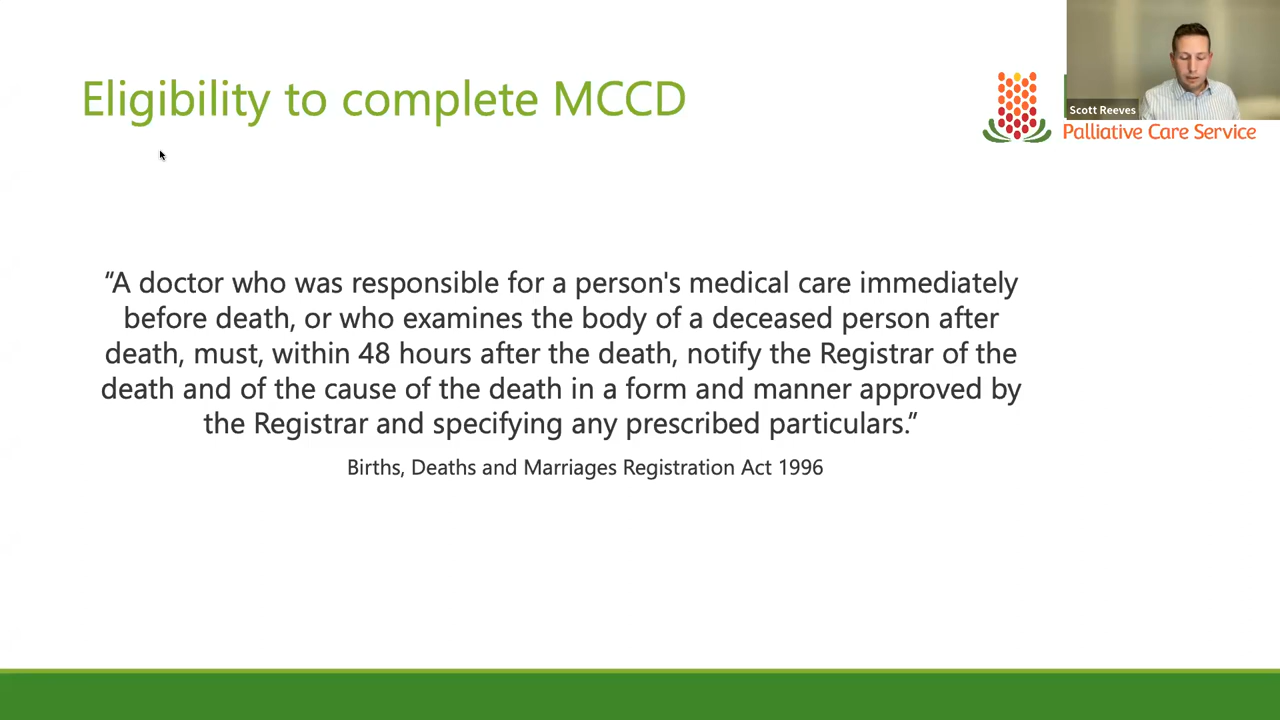 Eligibility to complete MCCD
Scott Reeves
Palliative Care Service
“A doctor who was responsible for a person's medical care immediately
before death, or who examines the body of a deceased person after
death, must, within 48 hours after the death, notify the Registrar of the
death and of the cause of the death in a form and manner approved by
the Registrar and specifying any prescribed particulars.”
Births, Deaths and Marriages Registration Act 1996